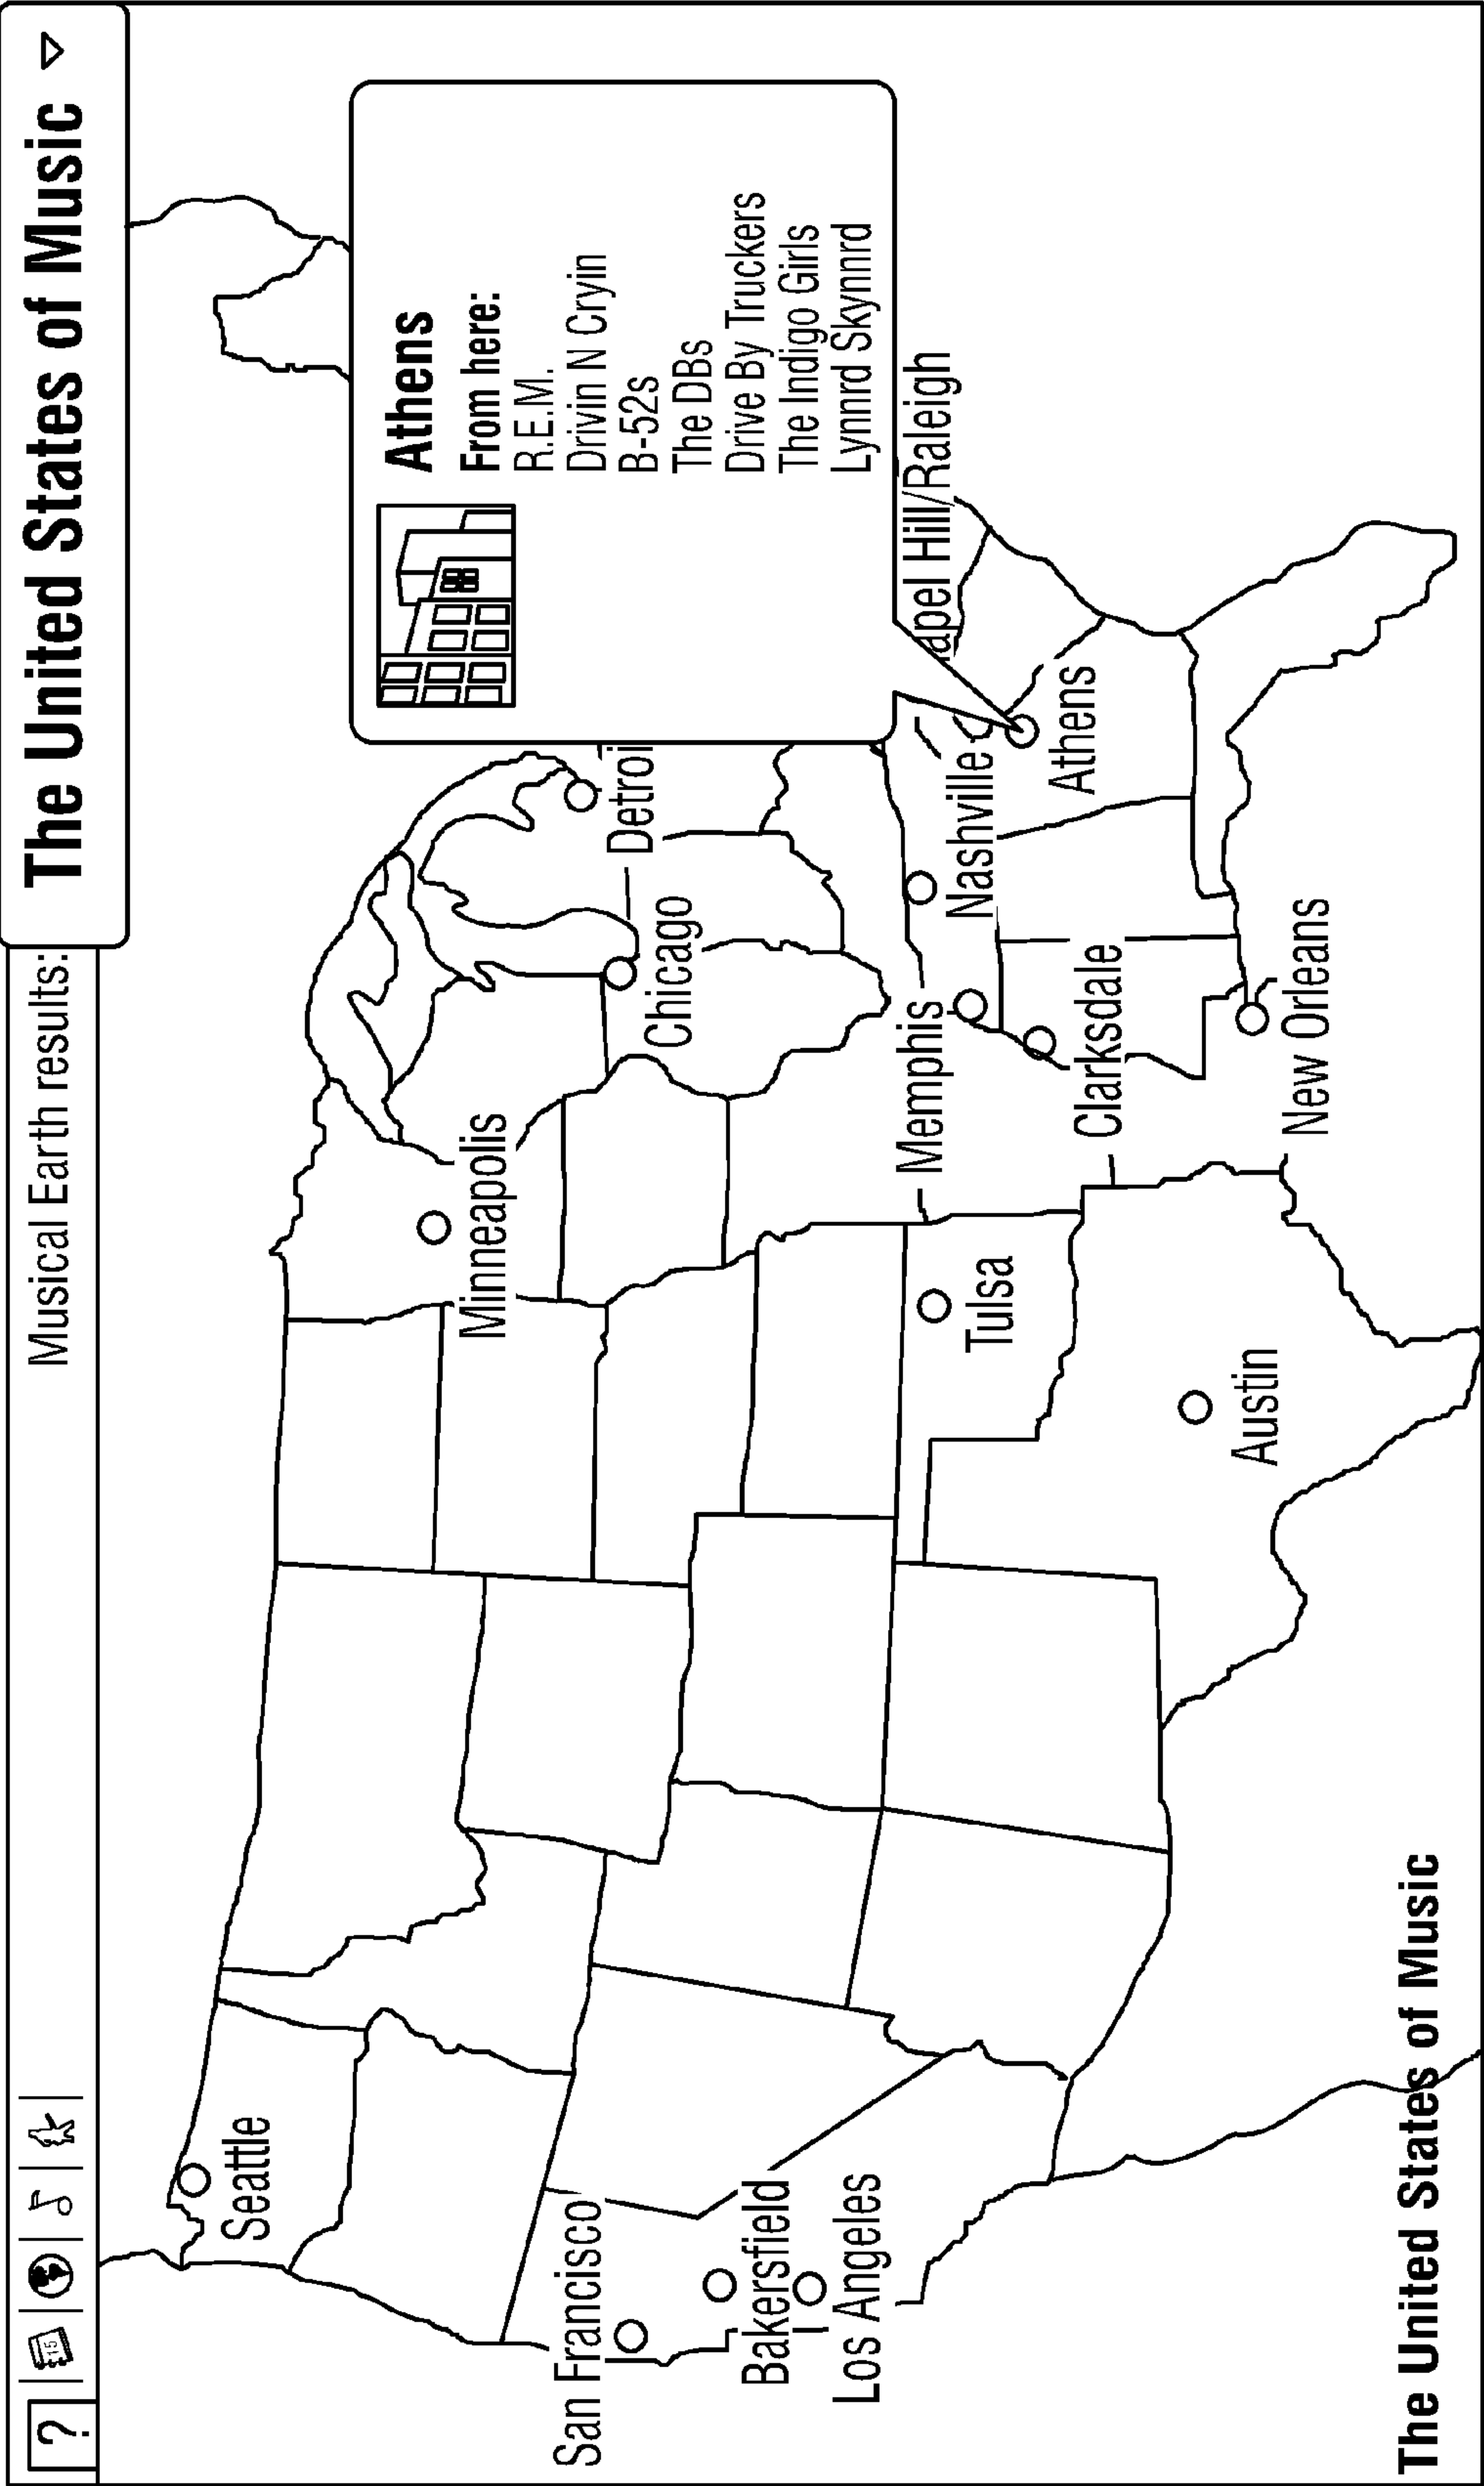 ?
15
Musical Earth results:
The United States of Music
Athens
From here:
R.E.M.
Drivin N Cryin
B-52s
The DBs
Drive By Truckers
The Indigo Girls
Lynnrd Skynnrd
Seattle
Minneapolis
Detroi
Chicago
San Francisco
Bakersfield
Los Angeles
apel Hill/Raleigh
Nashville
Memphis
Athens
Tulsa
Clarksdale
Austin
New Orleans
The United States of Music